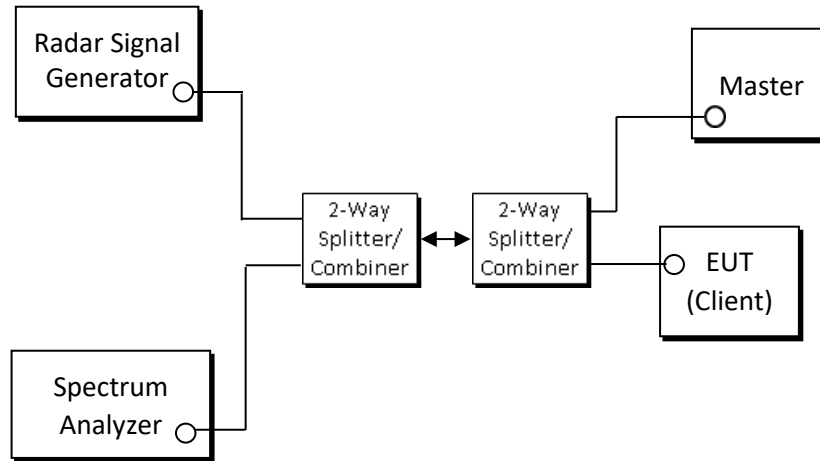 Radar Signal
Generator
Master
2-Way
Splitter/
Combiner
2-Way
Splitter/
Combiner
EUT
(Client)
Spectrum
Analyzer